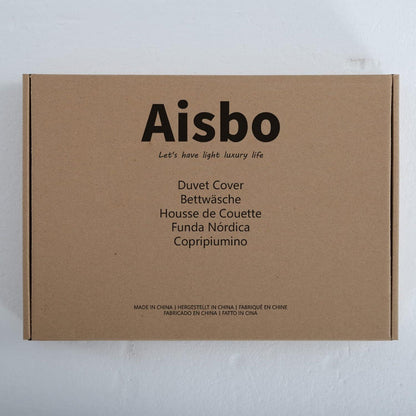 Aisbo
Let's have light luxury life
Duvet Cover
Bettwäsche
Housse de Couette
Funda Nórdica
Copripiumino
MADE IN CHINA | HERGESTELLT IN CHINA | FABRIQUÉ EN CHINE
FABRICADO EN CHINA | FATTO IN CINA